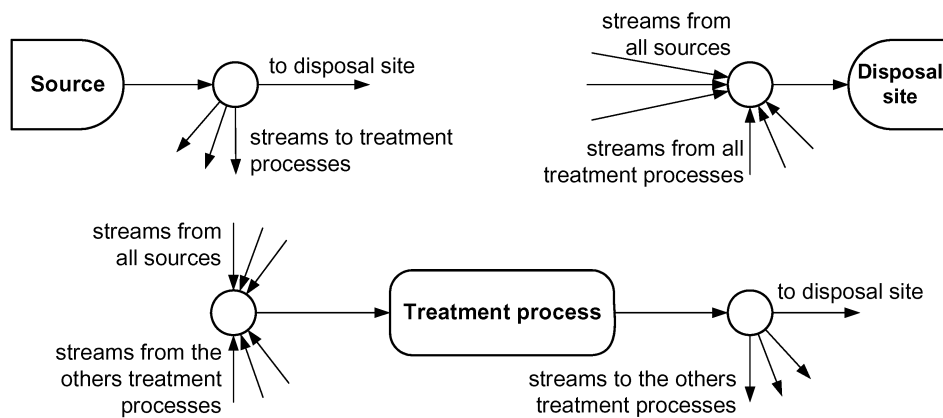 Source
to disposal site
streams to treatment
processes
streams from
all sources
Disposal
site
streams from all
treatment processes
streams from
all sources
streams from the
others treatment
processes
Treatment process
to disposal site
streams to the others
treatment processes